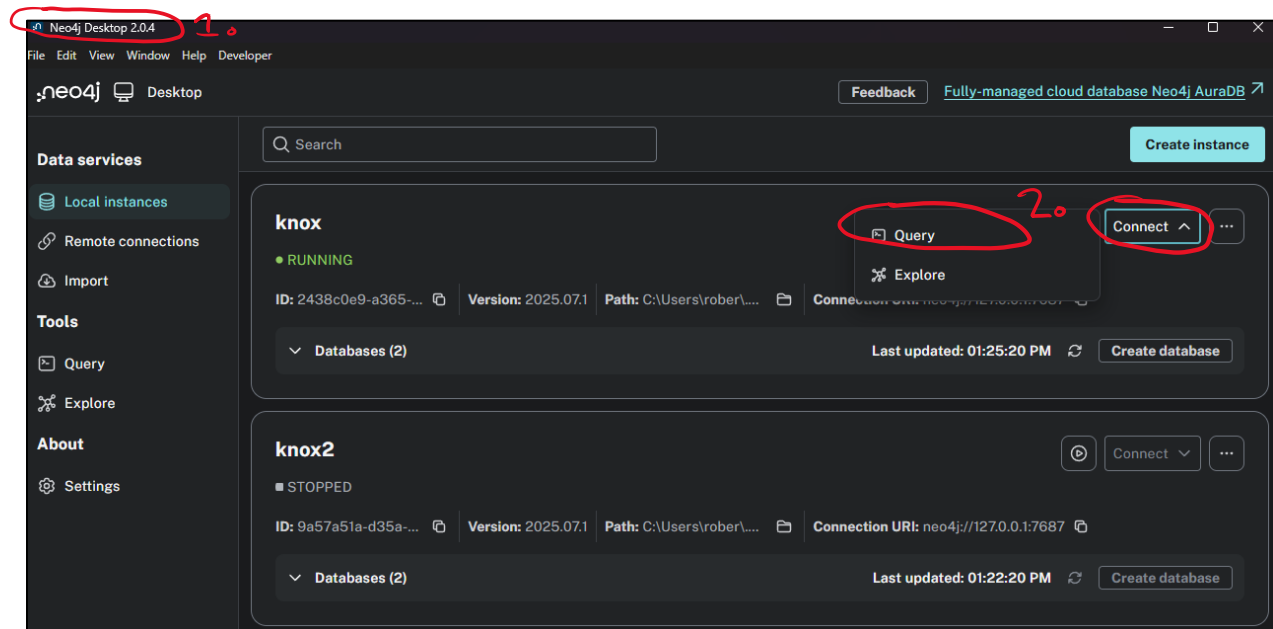 Neo4j Desktop 2.0.4 1.
File Edit View Window Help Developer
:neo4j Desktop Feedback Fully-managed cloud database Neo4j AuraDB
Data services
Local instances
Remote connections
Import
Tools
Query
Explore
About
Settings
Search Create instance
knox 2. Connect ...
Query
RUNNING
Explore
ID: 2438c0e9-a365-... Version: 2025.07.1 Path: C:\Users\rober\....
Databases (2) Last updated: 01:25:20 PM Create database
knox2 Connect ...
STOPPED
ID: 9a57a51a-d35a-... Version: 2025.07.1 Path: C:\Users\rober\.... Connection URI: neo4j://127.0.0.1:7687
Databases (2) Last updated: 01:22:20 PM Create database